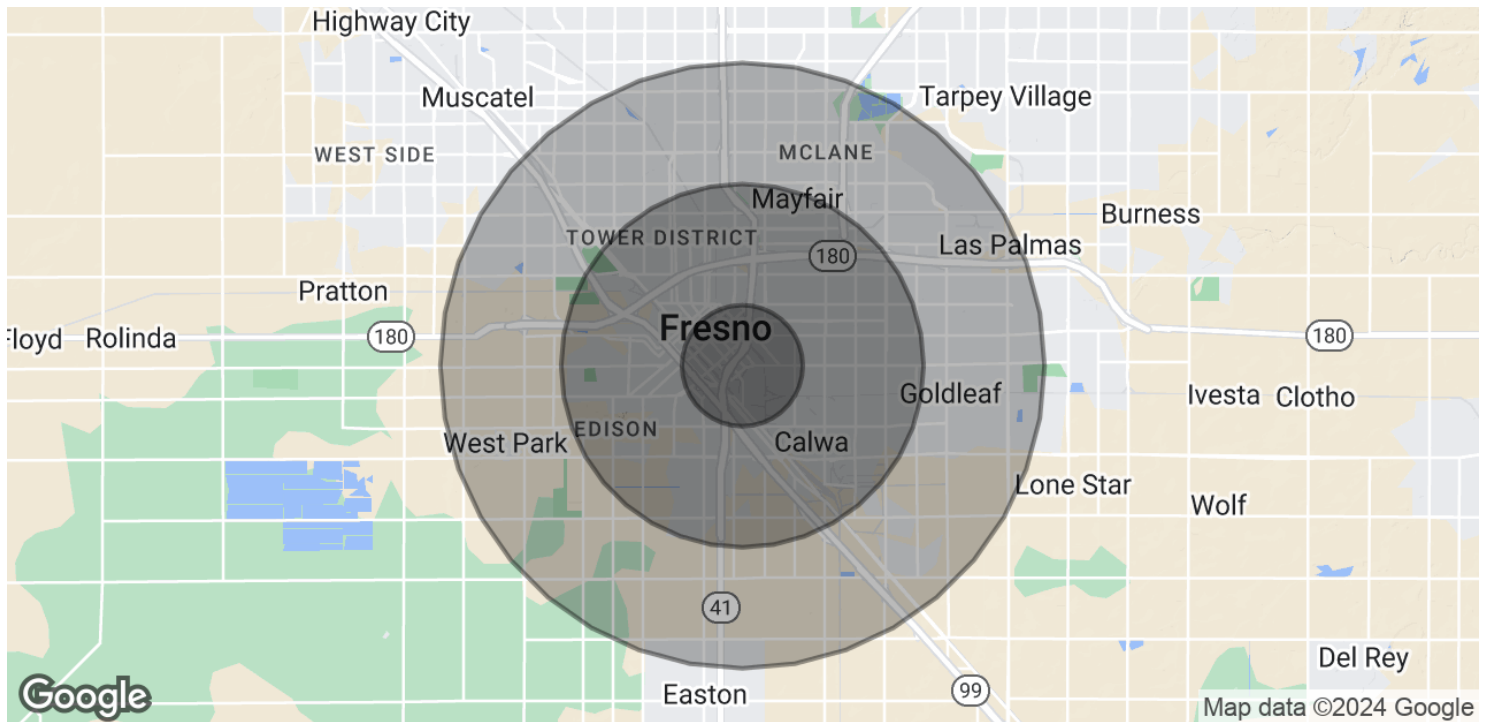 Highway City
Muscatel
Tarpey Village
WEST SIDE
MCLANE
Mayfair
Burness
TOWER DISTRICT
Las Palmas
180
Pratton
Fresno
Floyd
Rolinda
180
180
Goldleaf
Ivesta
Clotho
EDISON
West Park
Calwa
Lone Star
Wolf
41
Del Rey
Easton
99
Google
Map data ©2024 Google